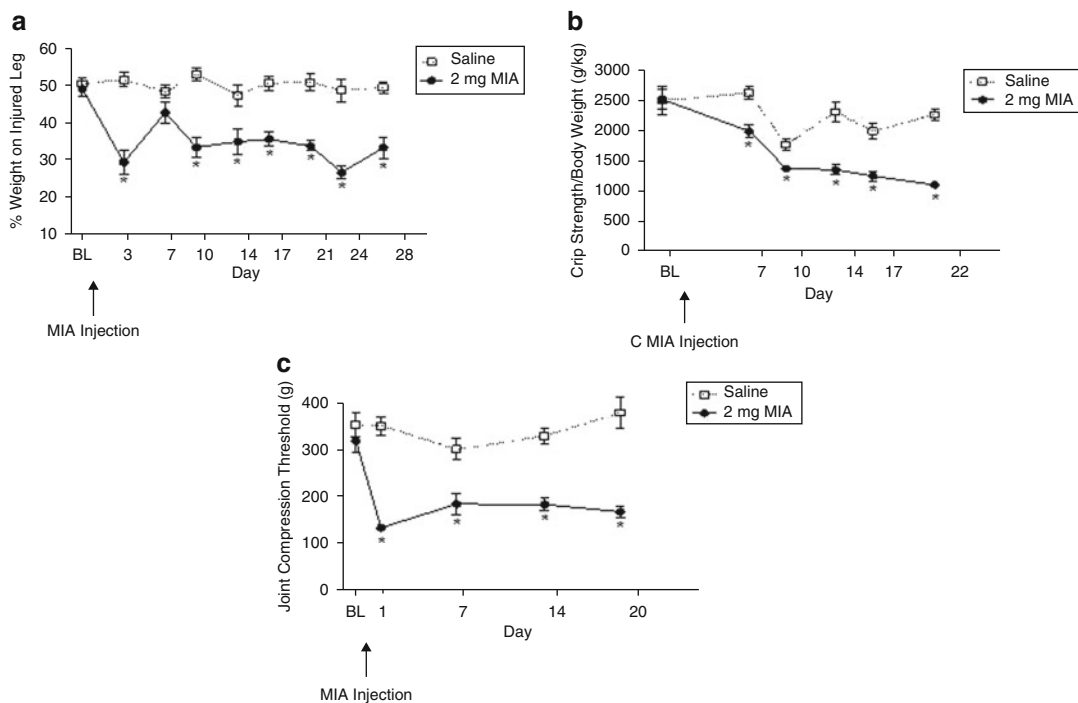 a
60
50
40
30
20
10
% Weight on Injured Leg
BL 3 7 10 14 17 21 24 28
Day
MIA Injection
Saline
2 mg MIA
*
*
*
*
*
*
*
b
3000
2500
2000
1500
1000
500
0
Crip Strength/Body Weight (g/kg)
BL 7 10 14 17 22
Day
C MIA Injection
Saline
2 mg MIA
*
*
*
*
*
c
400
300
200
100
0
Joint Compression Threshold (g)
BL 1 7 14 20
Day
MIA Injection
Saline
2 mg MIA
*
*
*
*